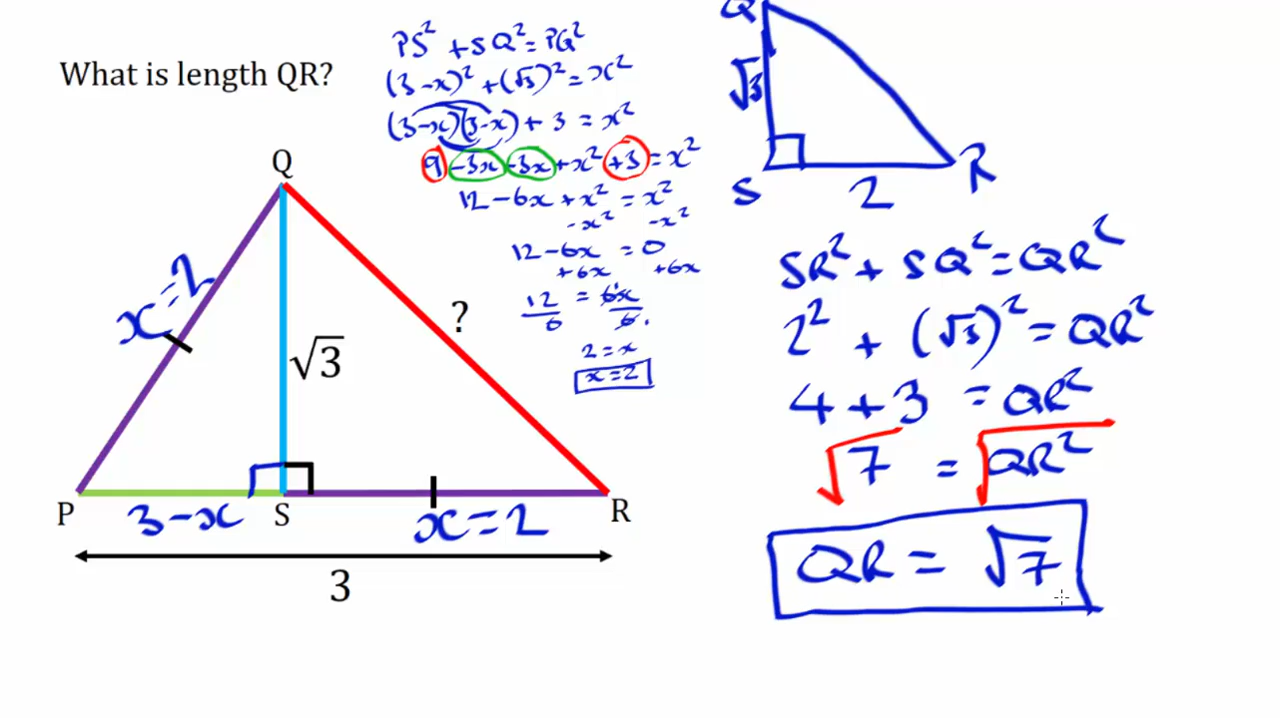 What is length QR?
Q
x=2
√3
?
P
3-x
S
x=2
R
3
PS² + SQ² = PQ²
(3-x)² + (√3)² = x²
(3-x)(3-x) + 3 = x²
9 -3x -3x +x² +3 = x²
12 - 6x + x² = x²
-x² -x²
12 - 6x = 0
+6x +6x
12/6 = 6x/6
2 = x
x = 2
Q
√3
S
2
R
SR² + SQ² = QR²
2² + (√3)² = QR²
4 + 3 = QR²
√7 = √QR²
QR = √7